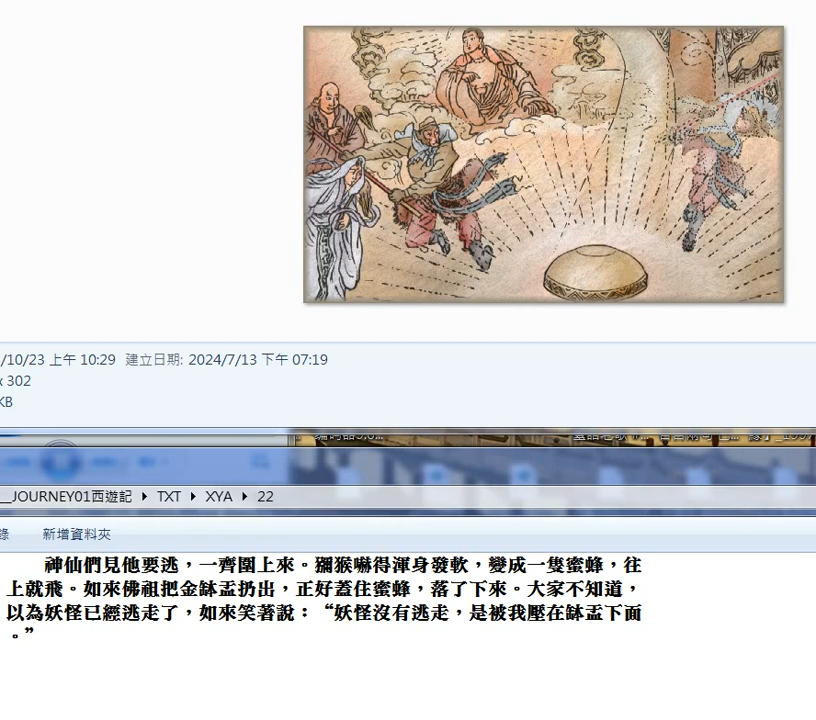 /10/23 上午 10:29 建立日期: 2024/7/13 下午 07:19
x 302
KB
__JOURNEY01西遊記 ▸ TXT ▸ XYA ▸ 22
錄 新增資料夾
神仙們見他要逃，一齊圍上來。獼猴嚇得渾身發軟，變成一隻蜜蜂，往
上就飛。如來佛祖把金缽盂扔出，正好蓋住蜜蜂，落了下來。大家不知道，
以為妖怪已經逃走了，如來笑著說：“妖怪沒有逃走，是被我壓在缽盂下面
。”